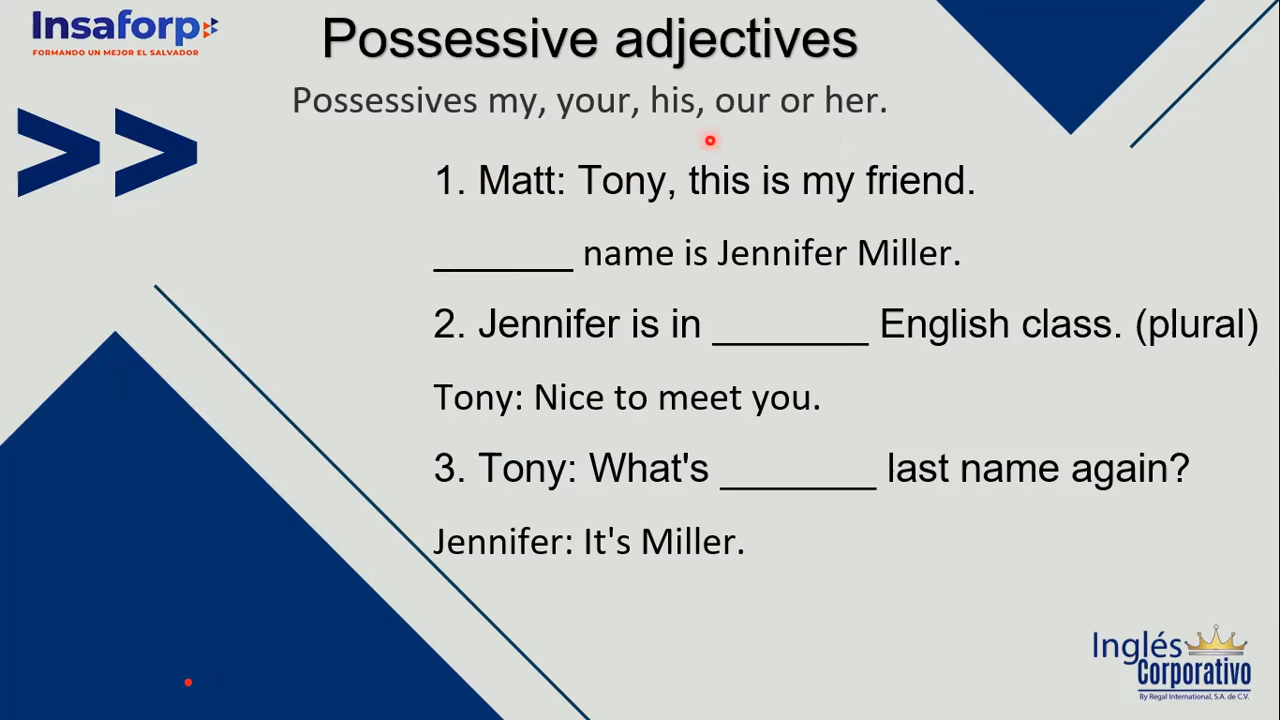 Insaforp
FORMANDO UN MEJOR EL SALVADOR
Possessive adjectives
Possessives my, your, his, our or her.
>>
1. Matt: Tony, this is my friend.
_______ name is Jennifer Miller.
2. Jennifer is in _______ English class. (plural)
Tony: Nice to meet you.
3. Tony: What's _______ last name again?
Jennifer: It's Miller.
Inglés
Corporativo
By Regal International, S.A. de C.V.